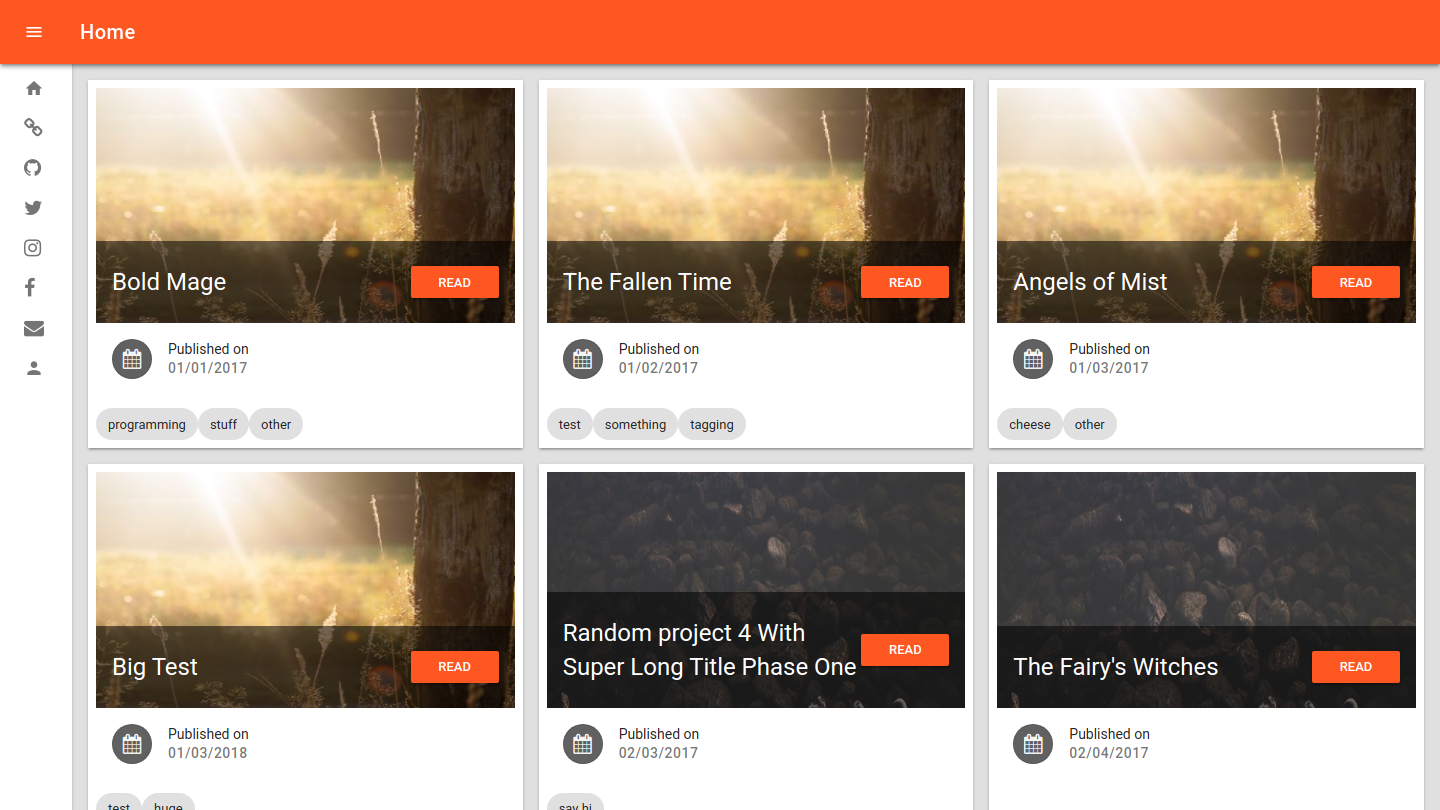 Home
Bold Mage
READ
Published on
01/01/2017
programming
stuff
other
The Fallen Time
READ
Published on
01/02/2017
test
something
tagging
Angels of Mist
READ
Published on
01/03/2017
cheese
other
Big Test
READ
Published on
01/03/2018
test
huge
Random project 4 With
Super Long Title Phase One
READ
Published on
02/03/2017
say hi
The Fairy's Witches
READ
Published on
02/04/2017